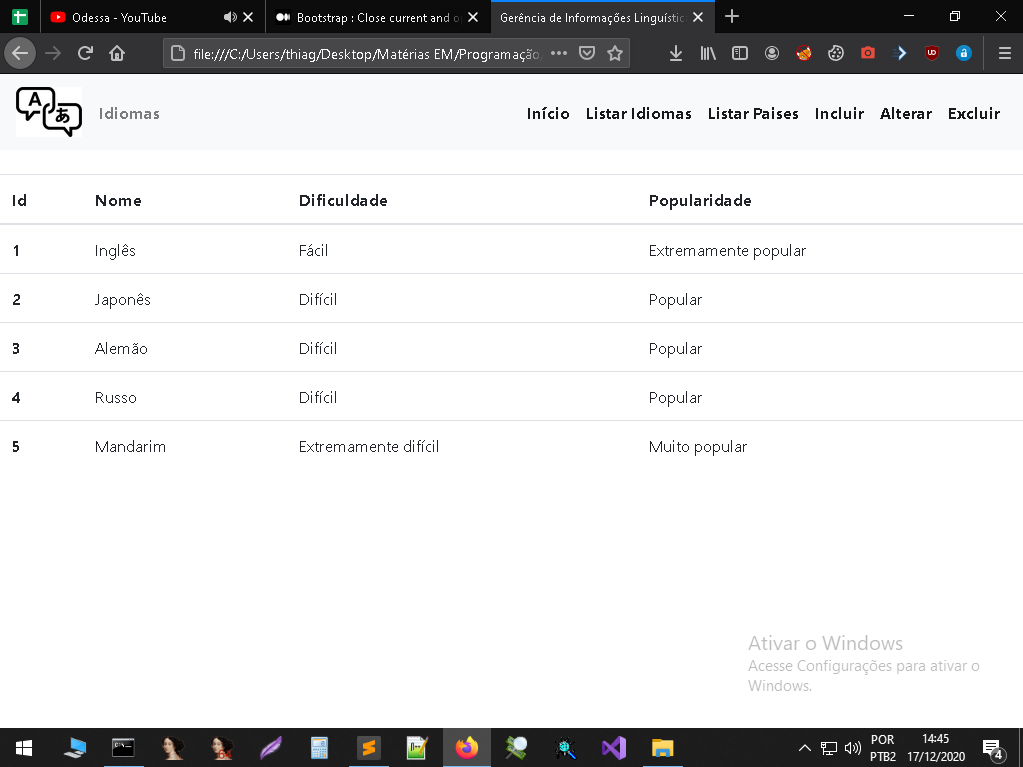 Odessa - YouTube
Bootstrap : Close current and o
Gerência de Informações Linguístic
file:///C:/Users/thiag/Desktop/Matérias EM/Programação
A あ
Idiomas
Início Listar Idiomas Listar Paises Incluir Alterar Excluir
Id Nome Dificuldade Popularidade
1 Inglês Fácil Extremamente popular
2 Japonês Difícil Popular
3 Alemão Difícil Popular
4 Russo Difícil Popular
5 Mandarim Extremamente difícil Muito popular
Ativar o Windows
Acesse Configurações para ativar o
Windows.
POR
PTB2
14:45
17/12/2020
4